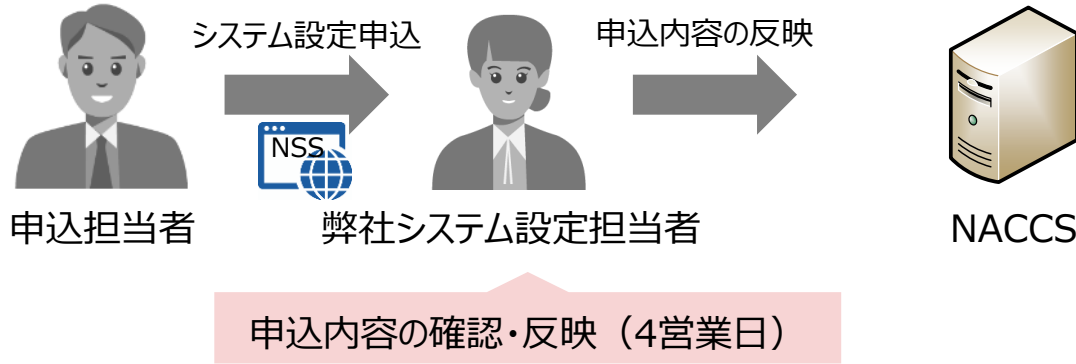 システム設定申込
申込内容の反映
NSS
申込担当者
弊社システム設定担当者
NACCS
申込内容の確認・反映（4営業日）